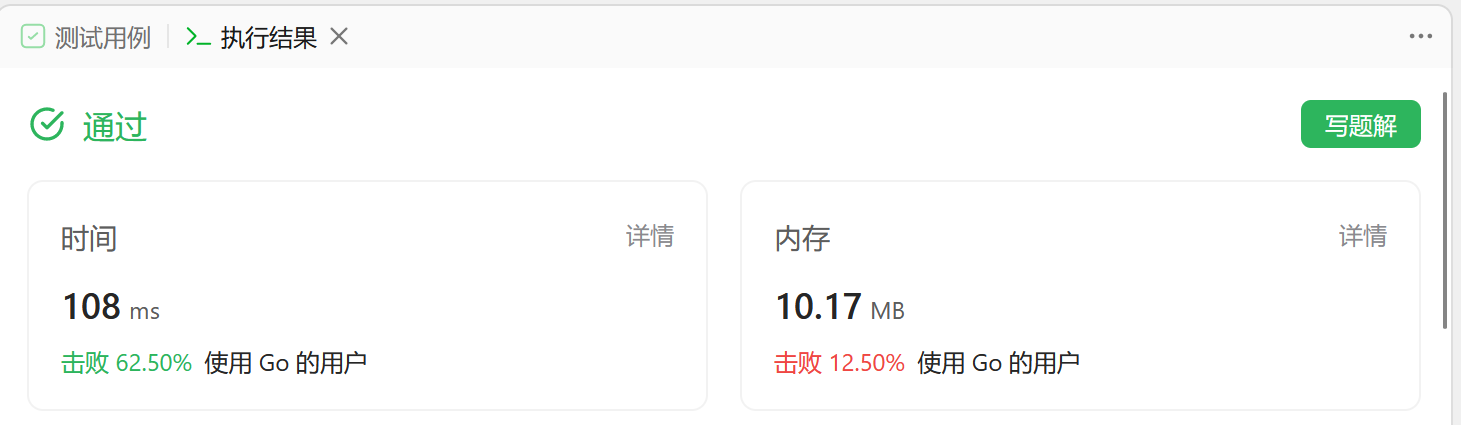 测试用例 执行结果
通过 写题解
时间 详情
108 ms
击败 62.50% 使用 Go 的用户
内存 详情
10.17 MB
击败 12.50% 使用 Go 的用户